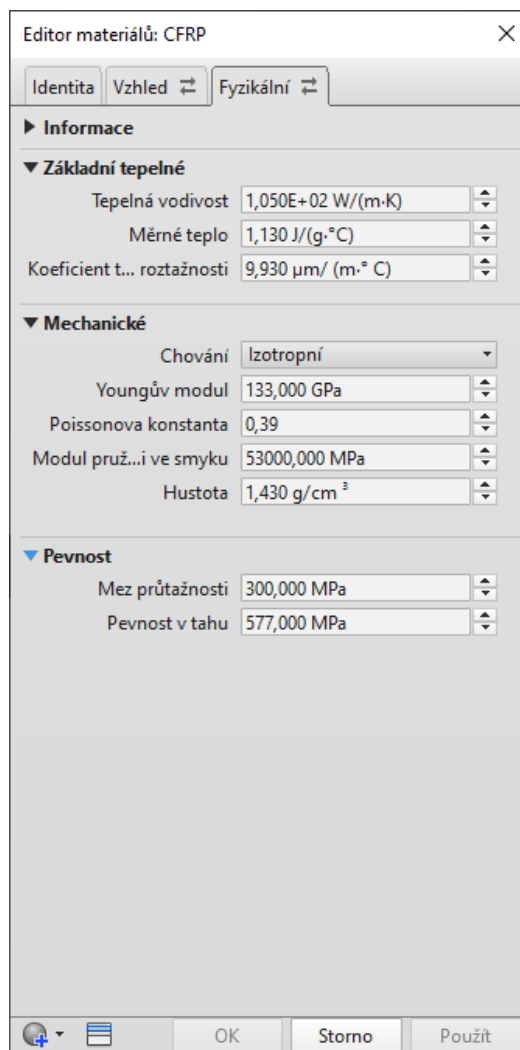 Editor materiálů: CFRP
Identita Vzhled Fyzikální
Informace
Základní tepelné
Tepelná vodivost 1,050E+02 W/(m·K)
Měrné teplo 1,130 J/(g·°C)
Koeficient t... roztažnosti 9,930 µm/ (m·° C)
Mechanické
Chování Izotropní
Youngův modul 133,000 GPa
Poissonova konstanta 0,39
Modul pruž...i ve smyku 53000,000 MPa
Hustota 1,430 g/cm ³
Pevnost
Mez průtažnosti 300,000 MPa
Pevnost v tahu 577,000 MPa
OK Storno Použít